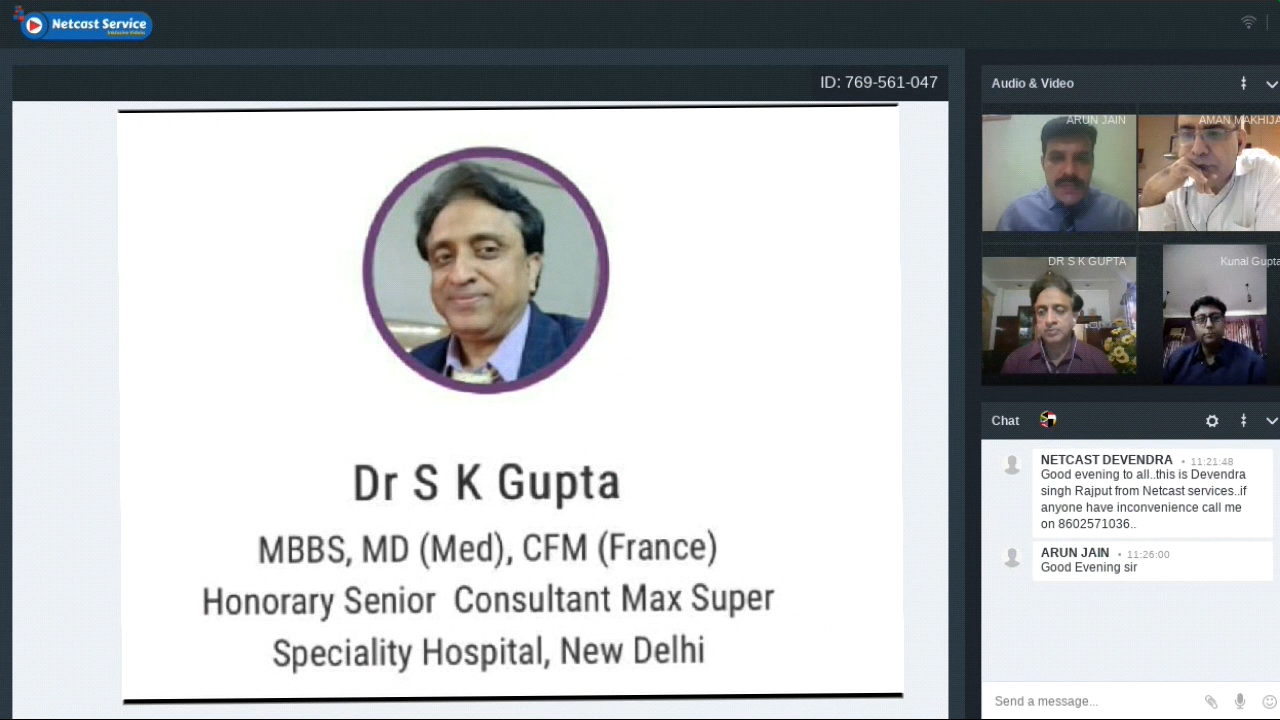 Netcast Service
ID: 769-561-047
Dr S K Gupta
MBBS, MD (Med), CFM (France)
Honorary Senior Consultant Max Super
Speciality Hospital, New Delhi
Audio & Video
ARUN JAIN
AMAN MAKHIJA
DR S K GUPTA
Kunal Gupta
Chat
NETCAST DEVENDRA • 11:21:48
Good evening to all..this is Devendra
singh Rajput from Netcast services..if
anyone have inconvenience call me
on 8602571036..
ARUN JAIN • 11:26:00
Good Evening sir
Send a message...